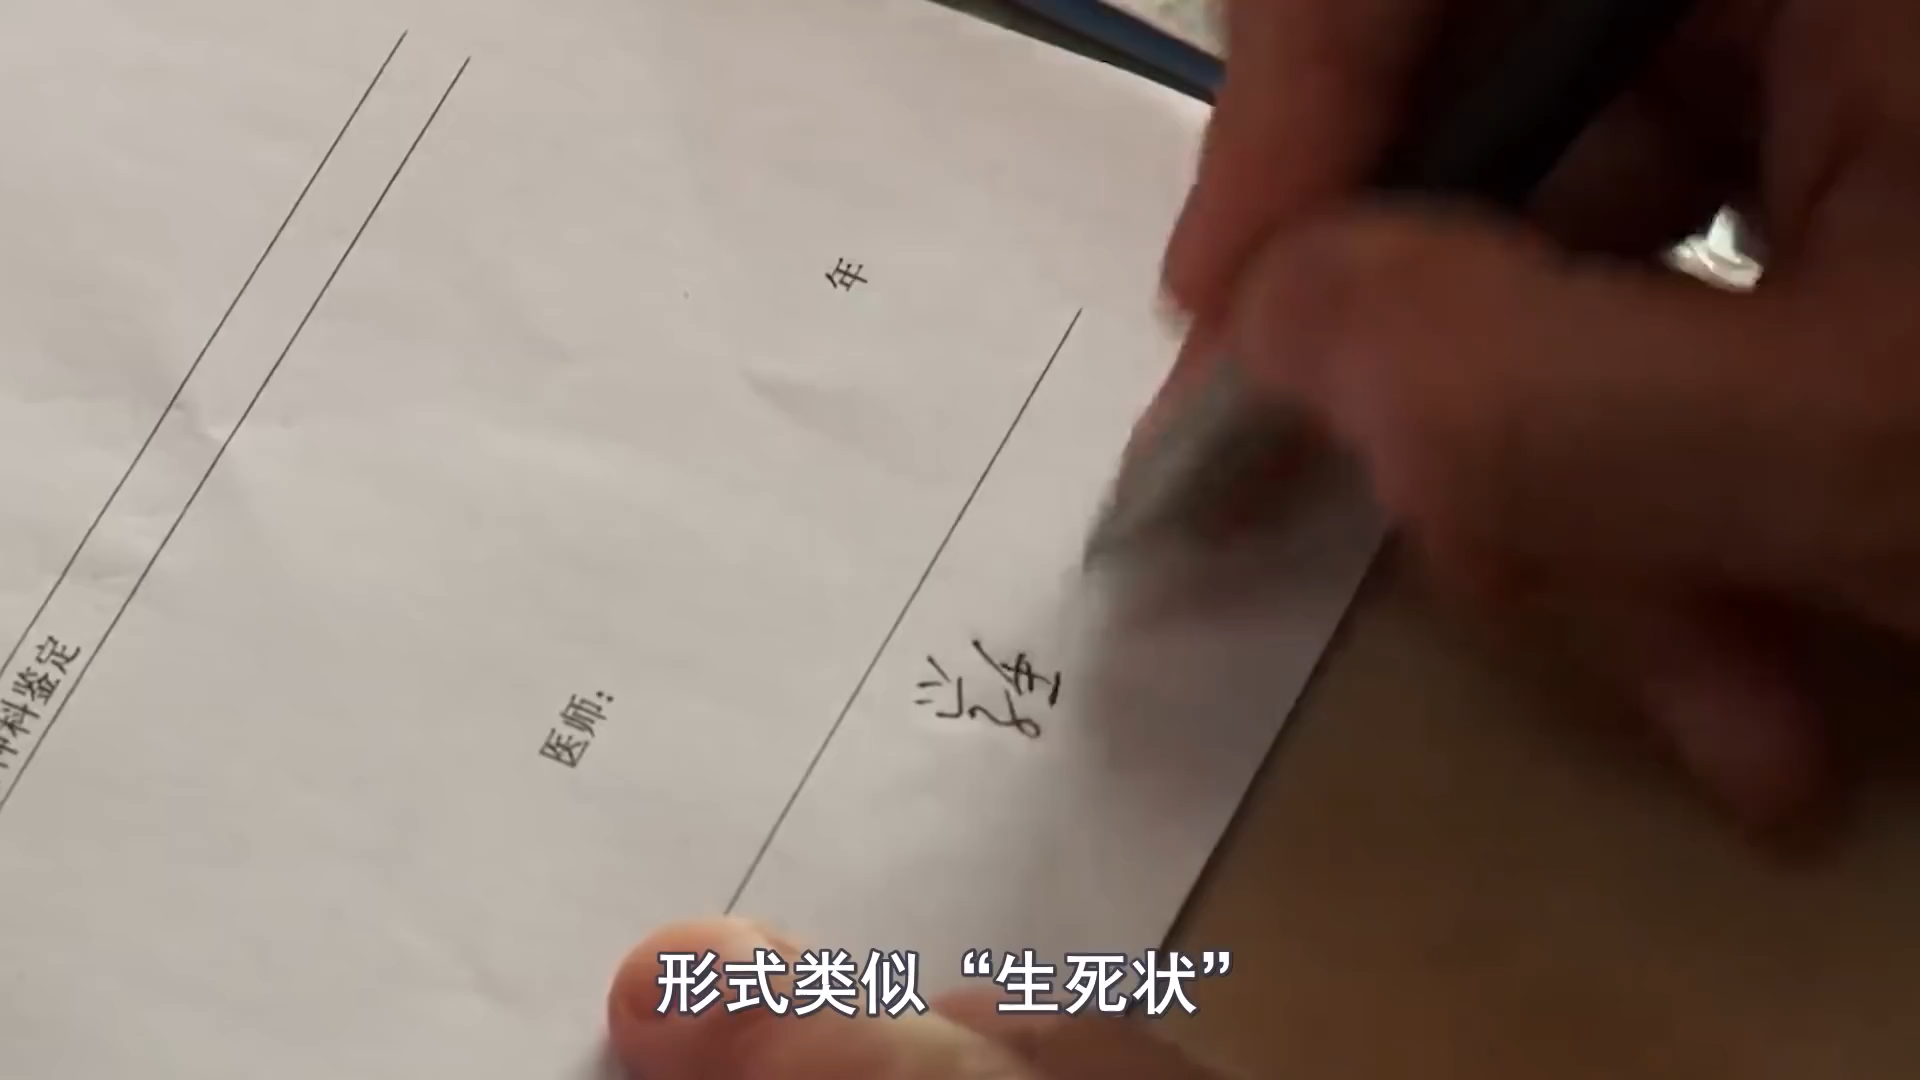 科鉴定
医师：
年
形式类似“生死状”